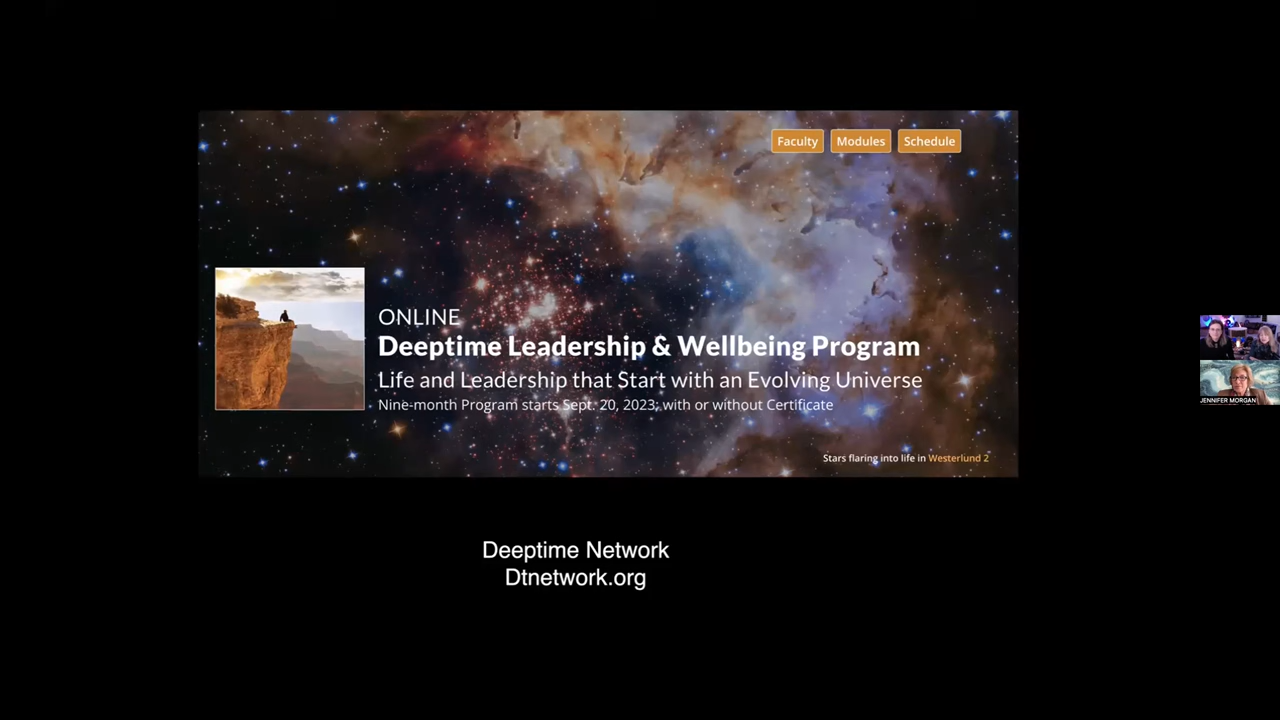 Faculty
Modules
Schedule
ONLINE
Deeptime Leadership & Wellbeing Program
Life and Leadership that Start with an Evolving Universe
Nine-month Program starts Sept. 20, 2023; with or without Certificate
Stars flaring into life in Westerlund 2
Deeptime Network
Dtnetwork.org
JENNIFER MORGAN